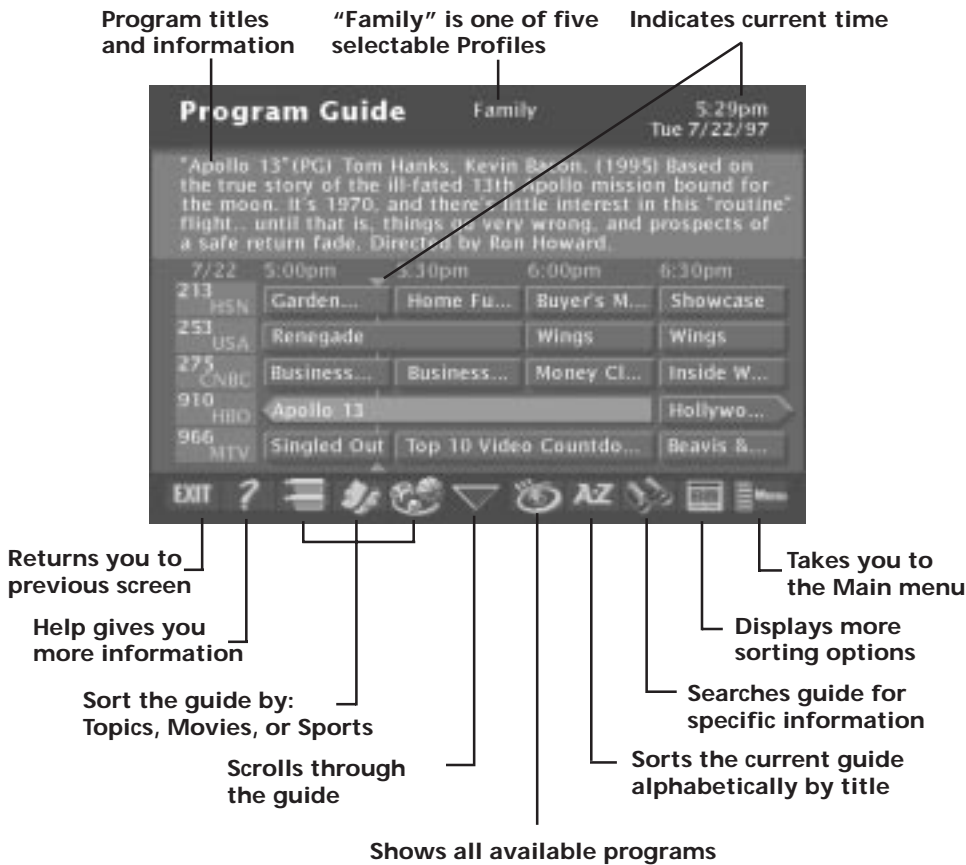 Program titles
and information
“Family” is one of five
selectable Profiles
Indicates current time
Program Guide
Family
5:29pm
Tue 7/22/97
"Apollo 13"(PG) Tom Hanks, Kevin Bacon. (1995) Based on
the true story of the ill-fated 13th Apollo mission bound for
the moon. It's 1970, and there's little interest in this "routine"
flight.. until that is, things go very wrong, and prospects of
a safe return fade. Directed by Ron Howard.
7/22 5:00pm 5:30pm 6:00pm 6:30pm
213 HSN Garden... Home Fu... Buyer's M... Showcase
253 USA Renegade Wings Wings
275 CNBC Business... Business... Money Cl... Inside W...
910 HBO Apollo 13 Hollywo...
966 MTV Singled Out Top 10 Video Countdo... Beavis &...
EXIT ? A-Z Menu
Returns you to
previous screen
Takes you to
the Main menu
Help gives you
more information
Displays more
sorting options
Sort the guide by:
Topics, Movies, or Sports
Searches guide for
specific information
Scrolls through
the guide
Sorts the current guide
alphabetically by title
Shows all available programs